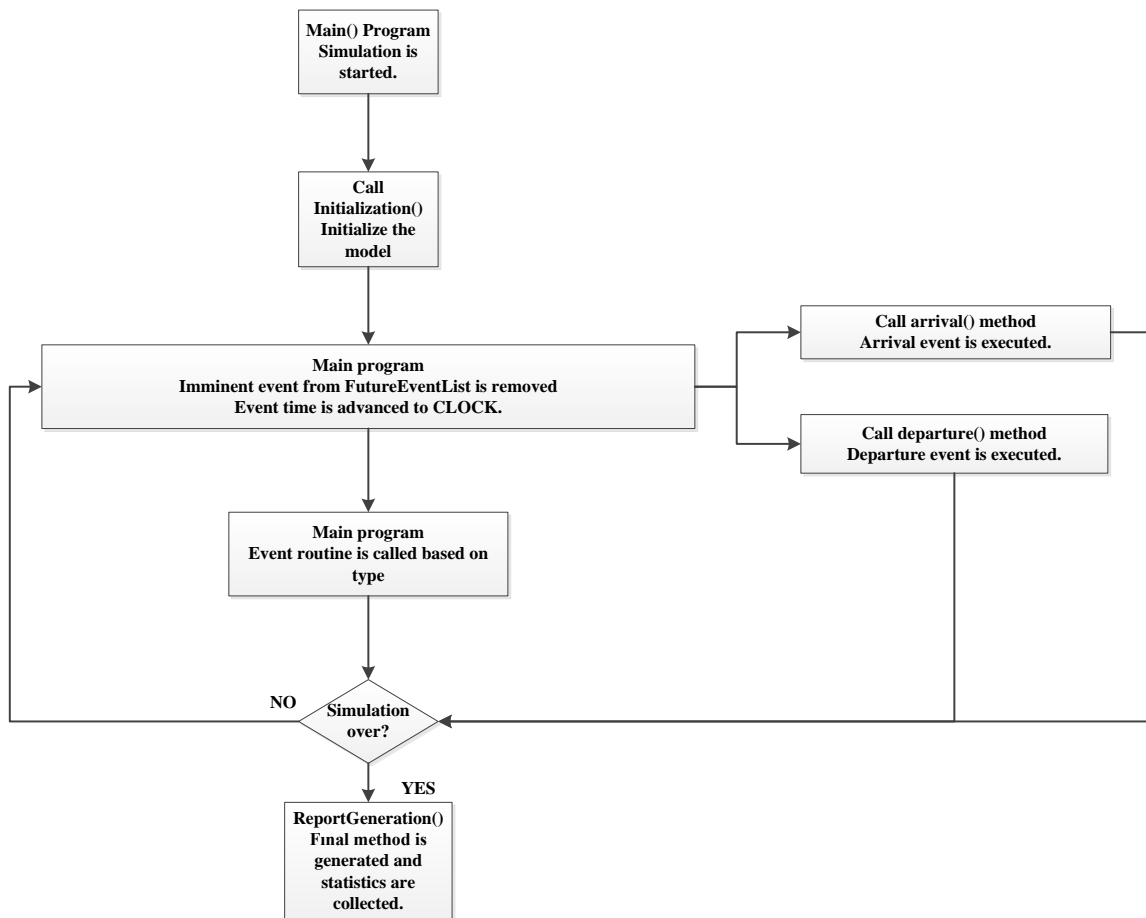 Main() Program
Simulation is
started.
Call
Initialization()
Initialize the
model
Main program
Imminent event from FutureEventList is removed
Event time is advanced to CLOCK.
Call arrival() method
Arrival event is executed.
Call departure() method
Departure event is executed.
Main program
Event routine is called based on
type
NO
Simulation
over?
YES
ReportGeneration()
Final method is
generated and
statistics are
collected.